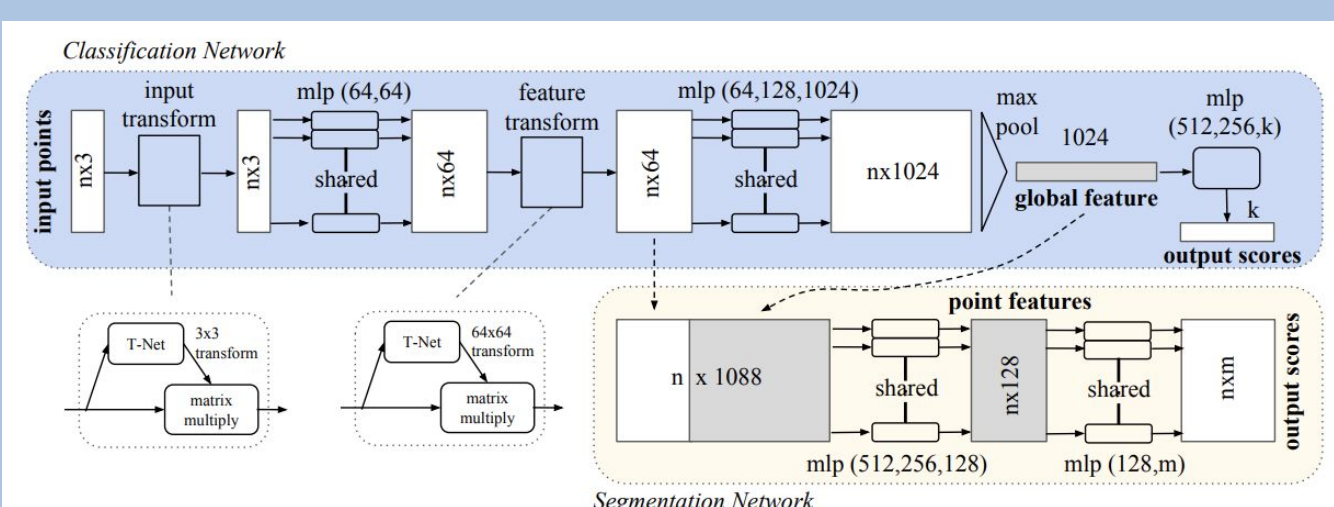 Classification Network
input points
nx3
input
transform
nx3
mlp (64,64)
shared
nx64
feature
transform
nx64
mlp (64,128,1024)
shared
nx1024
max
pool
1024
global feature
mlp
(512,256,k)
k
output scores
T-Net
3x3
transform
matrix
multiply
T-Net
64x64
transform
matrix
multiply
point features
n x 1088
shared
mlp (512,256,128)
nx128
shared
mlp (128,m)
nxm
output scores
Segmentation Network